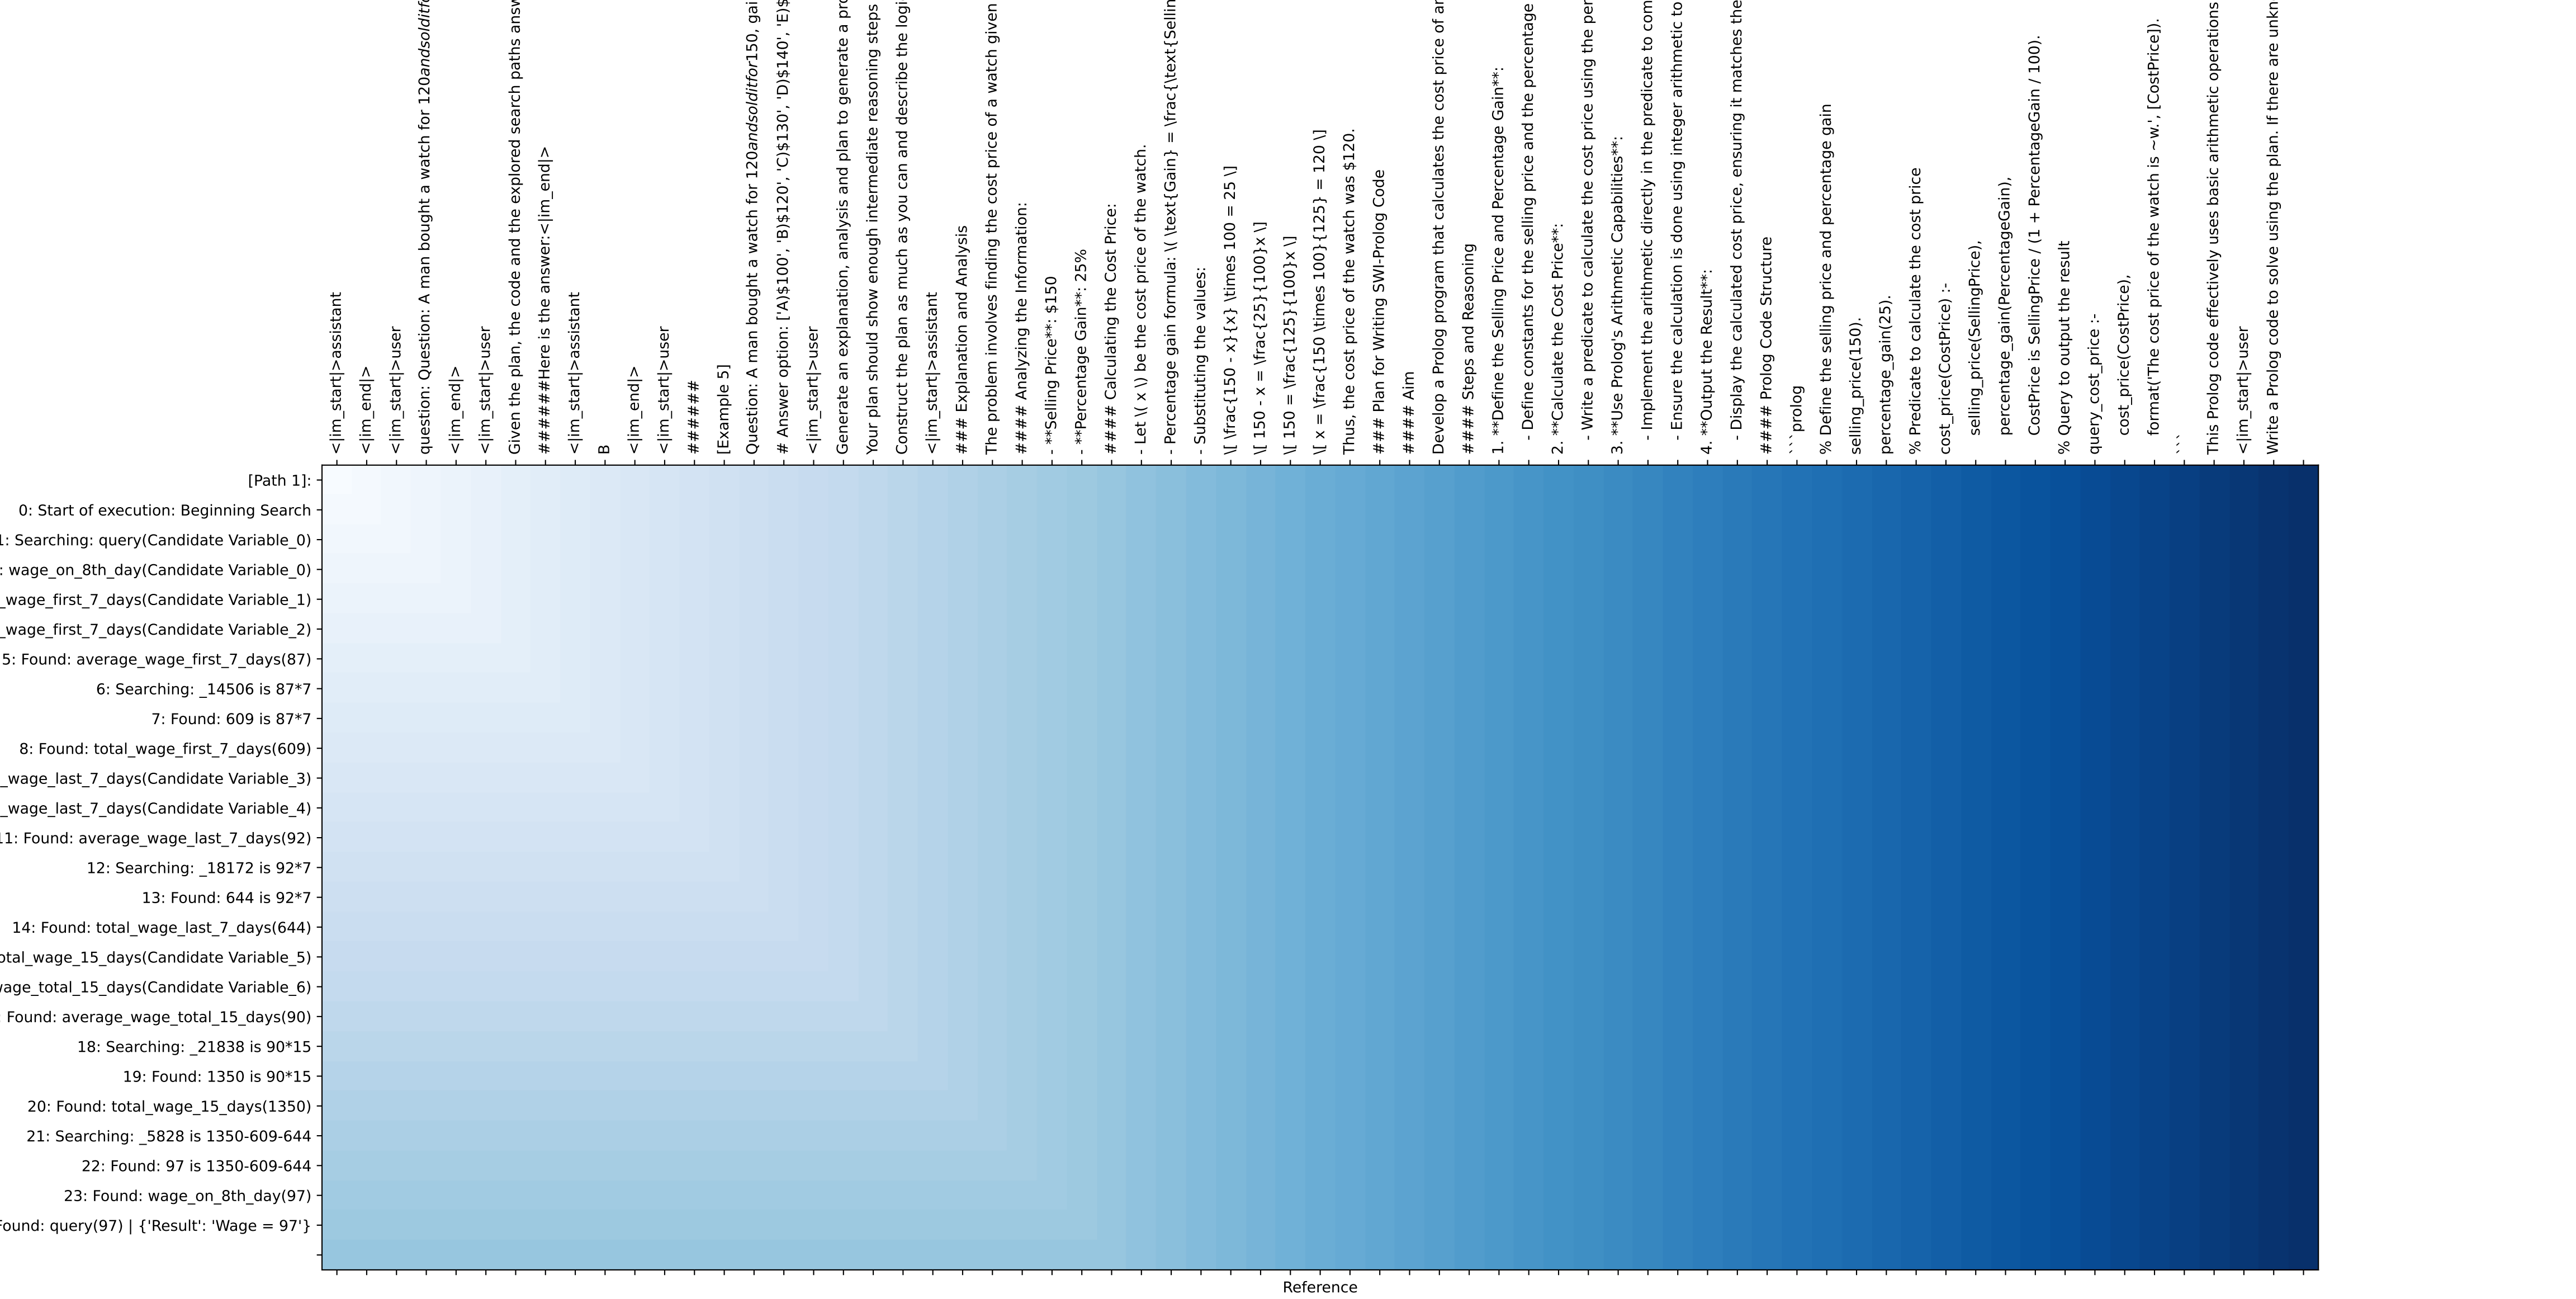 <|im_start|>assistant
<|im_end|>
<|im_start|>user
question: Question: A man bought a watch for 120andsolditfo
<|im_end|>
<|im_start|>user
Given the plan, the code and the explored search paths answ
######Here is the answer:<|im_end|>
<|im_start|>assistant
B
<|im_end|>
<|im_start|>user
######
[Example 5]
Question: A man bought a watch for 120andsolditfor150, gai
# Answer option: ['A)$100', 'B)$120', 'C)$130', 'D)$140', 'E)$
<|im_start|>user
Generate an explanation, analysis and plan to generate a pro
Your plan should show enough intermediate reasoning steps
Construct the plan as much as you can and describe the logi
<|im_start|>assistant
### Explanation and Analysis
The problem involves finding the cost price of a watch given
#### Analyzing the Information:
- **Selling Price**: $150
- **Percentage Gain**: 25%
#### Calculating the Cost Price:
- Let \( x \) be the cost price of the watch.
- Percentage gain formula: \( \text{Gain} = \frac{\text{Sellin
- Substituting the values:
\[ \frac{150 - x}{x} \times 100 = 25 \]
\[ 150 - x = \frac{25}{100}x \]
\[ 150 = \frac{125}{100}x \]
\[ x = \frac{150 \times 100}{125} = 120 \]
Thus, the cost price of the watch was $120.
### Plan for Writing SWI-Prolog Code
#### Aim
Develop a Prolog program that calculates the cost price of ar
#### Steps and Reasoning
1. **Define the Selling Price and Percentage Gain**:
- Define constants for the selling price and the percentage
2. **Calculate the Cost Price**:
- Write a predicate to calculate the cost price using the per
3. **Use Prolog's Arithmetic Capabilities**:
- Implement the arithmetic directly in the predicate to com
- Ensure the calculation is done using integer arithmetic to
4. **Output the Result**:
- Display the calculated cost price, ensuring it matches the
#### Prolog Code Structure
```prolog
% Define the selling price and percentage gain
selling_price(150).
percentage_gain(25).
% Predicate to calculate the cost price
cost_price(CostPrice) :-
selling_price(SellingPrice),
percentage_gain(PercentageGain),
CostPrice is SellingPrice / (1 + PercentageGain / 100).
% Query to output the result
query_cost_price :-
cost_price(CostPrice),
format('The cost price of the watch is ~w.', [CostPrice]).
```
This Prolog code effectively uses basic arithmetic operations
<|im_start|>user
Write a Prolog code to solve using the plan. If there are unkn
[Path 1]:
0: Start of execution: Beginning Search
1: Searching: query(Candidate Variable_0)
: wage_on_8th_day(Candidate Variable_0)
_wage_first_7_days(Candidate Variable_1)
_wage_first_7_days(Candidate Variable_2)
5: Found: average_wage_first_7_days(87)
6: Searching: _14506 is 87*7
7: Found: 609 is 87*7
8: Found: total_wage_first_7_days(609)
_wage_last_7_days(Candidate Variable_3)
_wage_last_7_days(Candidate Variable_4)
11: Found: average_wage_last_7_days(92)
12: Searching: _18172 is 92*7
13: Found: 644 is 92*7
14: Found: total_wage_last_7_days(644)
otal_wage_15_days(Candidate Variable_5)
wage_total_15_days(Candidate Variable_6)
: Found: average_wage_total_15_days(90)
18: Searching: _21838 is 90*15
19: Found: 1350 is 90*15
20: Found: total_wage_15_days(1350)
21: Searching: _5828 is 1350-609-644
22: Found: 97 is 1350-609-644
23: Found: wage_on_8th_day(97)
Found: query(97) | {'Result': 'Wage = 97'}
Reference